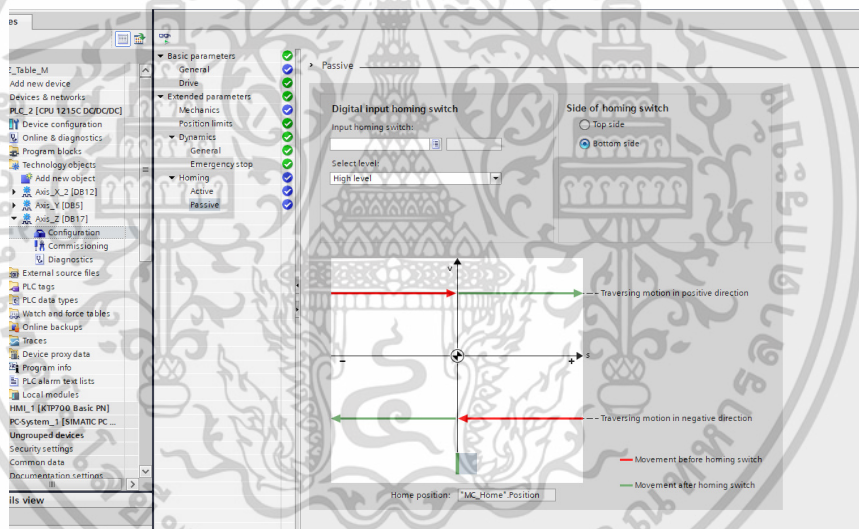 es
E_Table_M
Add new device
Devices & networks
PLC_2 [CPU 1215C DC/DC/DC]
Device configuration
Online & diagnostics
Program blocks
Technology objects
Add new object
Axis_X_2 [DB12]
Axis_Y [DB5]
Axis_Z [DB17]
Configuration
Commissioning
Diagnostics
External source files
PLC tags
PLC data types
Watch and force tables
Online backups
Traces
Device proxy data
Program info
PLC alarm text lists
Local modules
HMI_1 [KTP700 Basic PN]
PC-System_1 [SIMATIC PC ...
Ungrouped devices
Security settings
Common data
Documentation settings
ils view
Basic parameters
General
Drive
Extended parameters
Mechanics
Position limits
Dynamics
General
Emergency stop
Homing
Active
Passive
Passive
Digital input homing switch
Input homing switch:
Select level:
High level
Side of homing switch
Top side
Bottom side
v
Traversing motion in positive direction
- + s
Traversing motion in negative direction
Movement before homing switch
Movement after homing switch
Home position: "MC_Home".Position